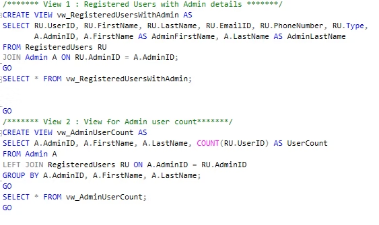 /******* View 1 : Registered Users with Admin details *******/
CREATE VIEW vw_RegisteredUsersWithAdmin AS
SELECT RU.UserID, RU.FirstName, RU.LastName, RU.EmailID, RU.PhoneNumber, RU.Type,
A.AdminID, A.FirstName AS AdminFirstName, A.LastName AS AdminLastName
FROM RegisteredUsers RU
JOIN Admin A ON RU.AdminID = A.AdminID;
GO
SELECT * FROM vw_RegisteredUsersWithAdmin;
GO
/******* View 2 : View for Admin user count*******/
CREATE VIEW vw_AdminUserCount AS
SELECT A.AdminID, A.FirstName, A.LastName, COUNT(RU.UserID) AS UserCount
FROM Admin A
LEFT JOIN RegisteredUsers RU ON A.AdminID = RU.AdminID
GROUP BY A.AdminID, A.FirstName, A.LastName;
GO
SELECT * FROM vw_AdminUserCount;
GO